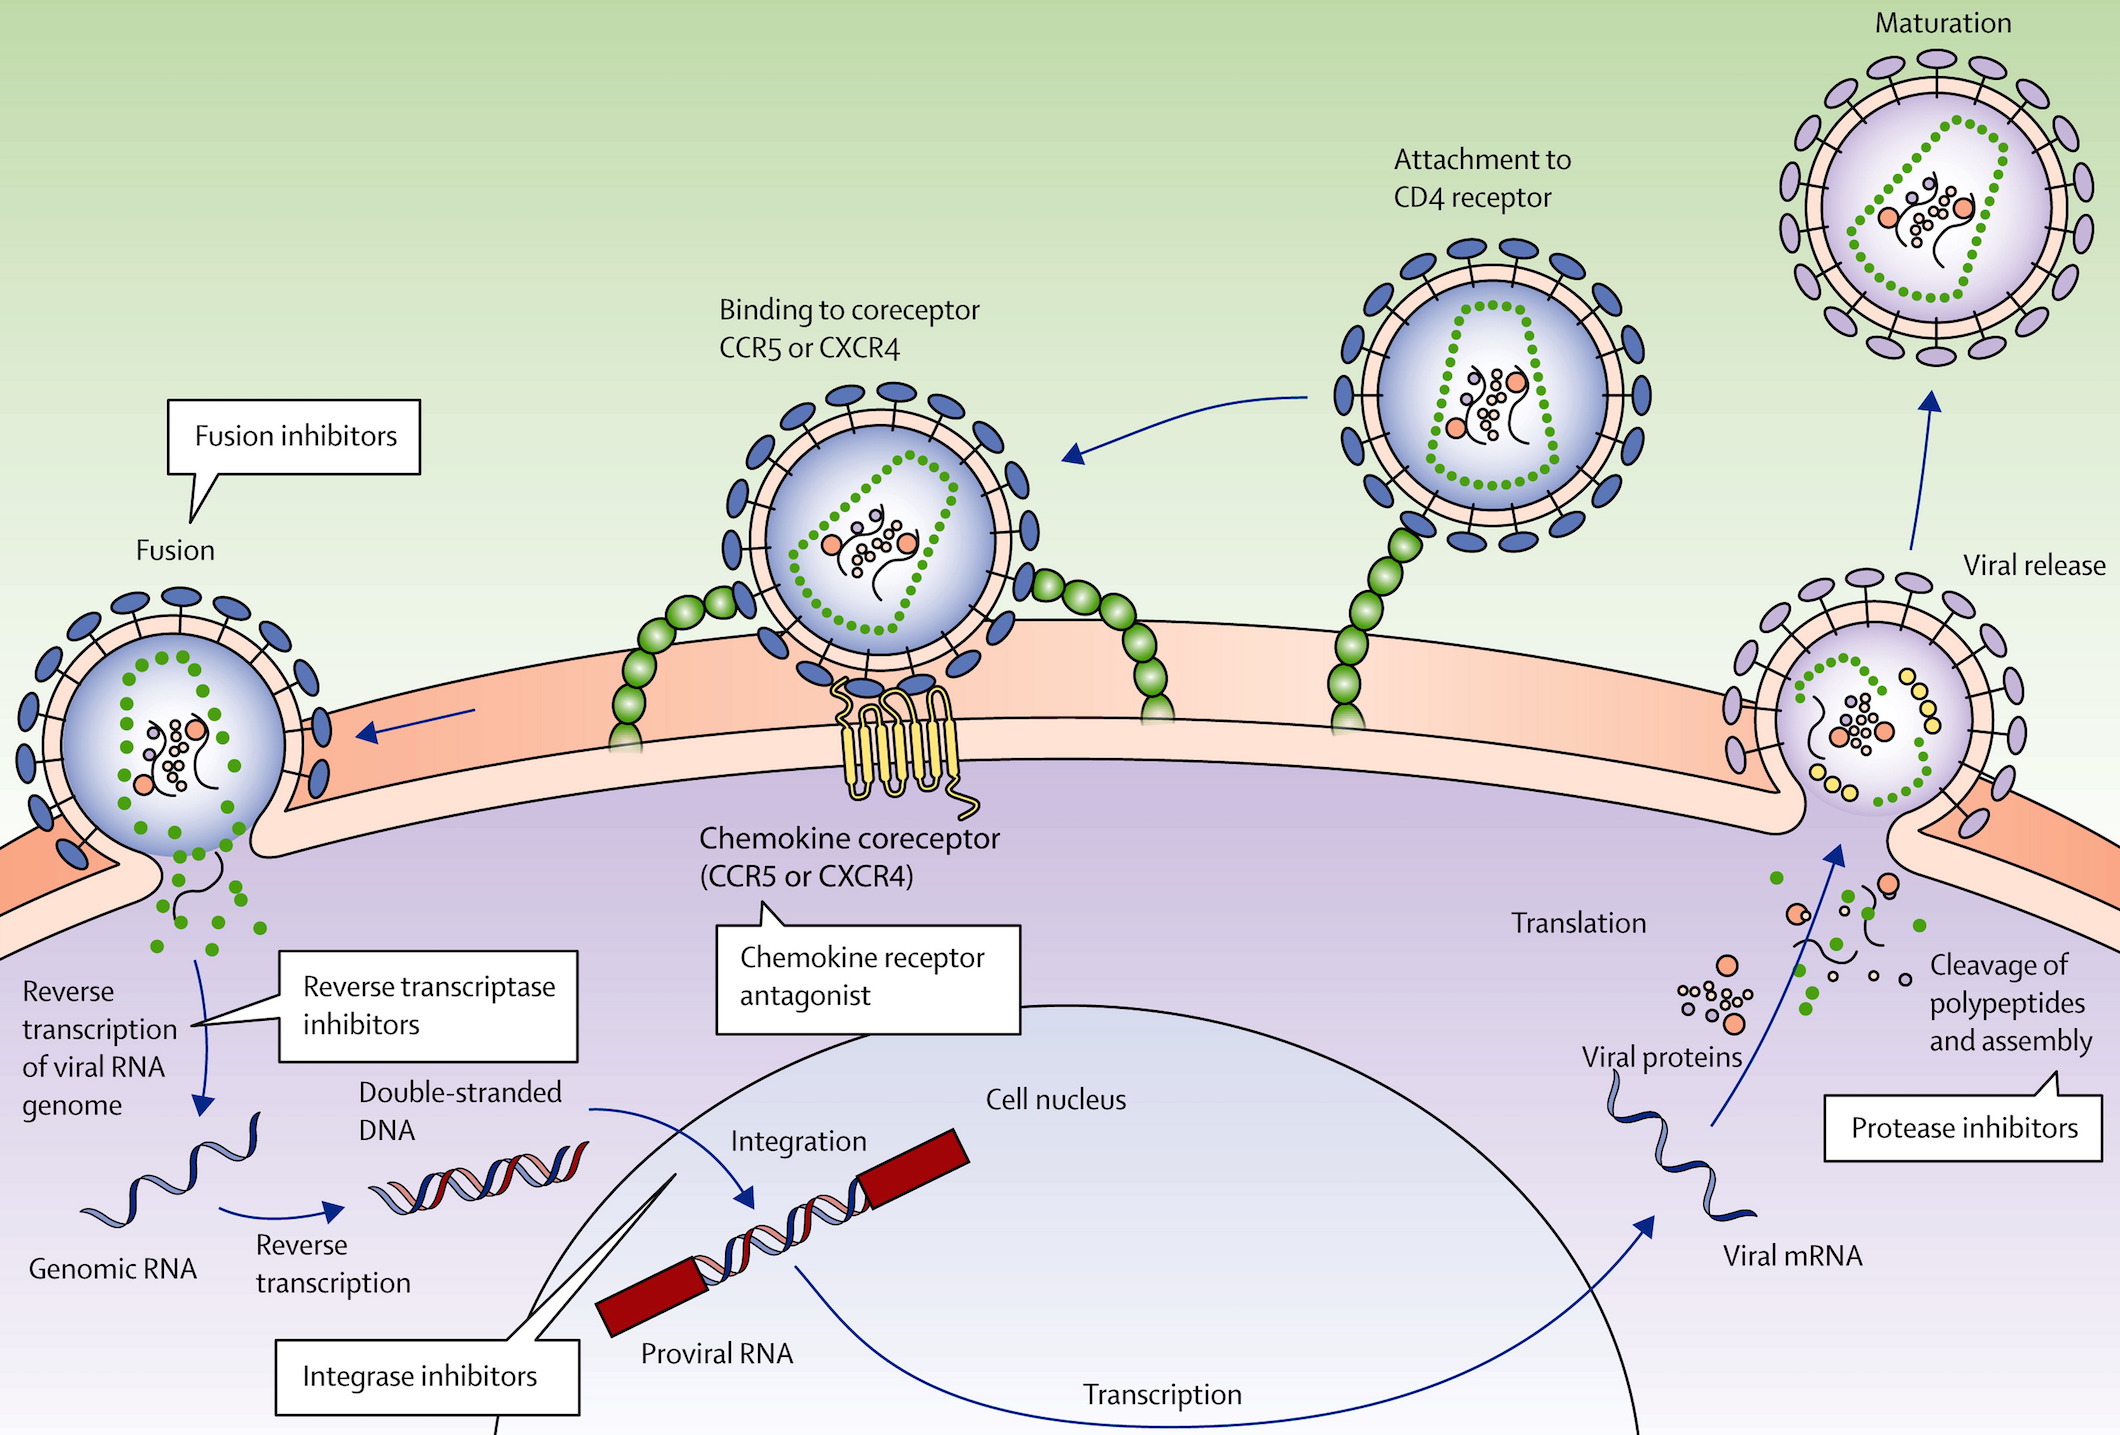 Maturation
Attachment to
CD4 receptor
Binding to coreceptor
CCR5 or CXCR4
Fusion inhibitors
Fusion
Viral release
Chemokine coreceptor
(CCR5 or CXCR4)
Chemokine receptor
antagonist
Translation
Reverse
transcription
of viral RNA
genome
Reverse transcriptase
inhibitors
Cleavage of
polypeptides
and assembly
Viral proteins
Protease inhibitors
Double-stranded
DNA
Cell nucleus
Integration
Genomic RNA
Reverse
transcription
Viral mRNA
Integrase inhibitors
Proviral RNA
Transcription